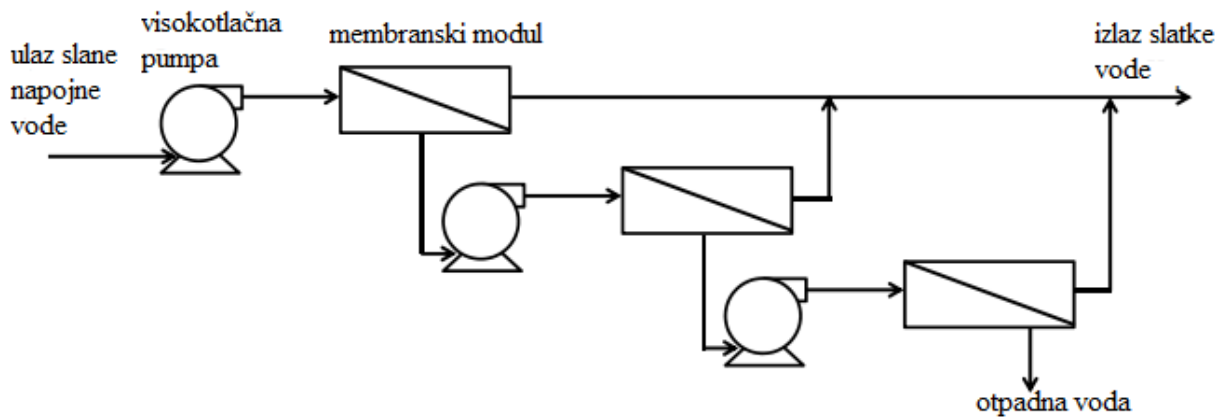 ulaz slane
napojne
vode
visokotlačna
pumpa
membranski modul
izlaz slatke
vode
otpadna voda